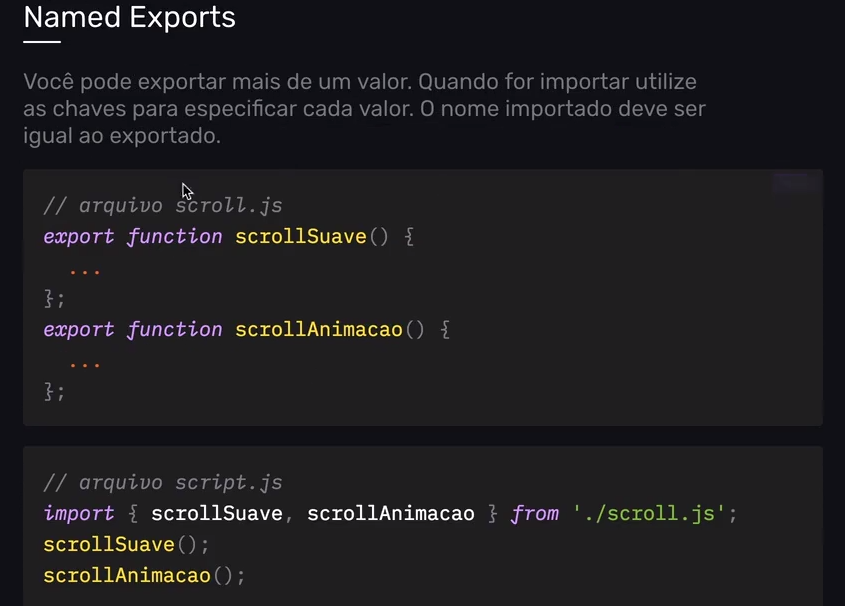 Named Exports
Você pode exportar mais de um valor. Quando for importar utilize
as chaves para especificar cada valor. O nome importado deve ser
igual ao exportado.
// arquivo scroll.js
export function scrollSuave() {
  ...
};
export function scrollAnimacao() {
  ...
};
// arquivo script.js
import { scrollSuave, scrollAnimacao } from './scroll.js';
scrollSuave();
scrollAnimacao();